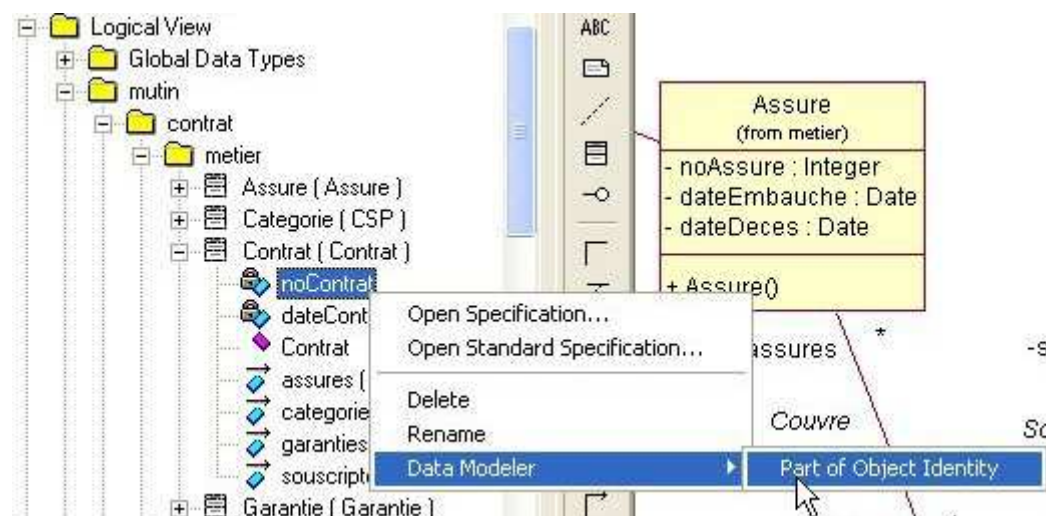 Logical View
Global Data Types
mutin
contrat
metier
Assure ( Assure )
Categorie ( CSP )
Contrat ( Contrat )
noContrat
dateCont
Contrat
assures (
categorie
garanties
souscript
Garantie ( Garantie )
Open Specification...
Open Standard Specification...
Delete
Rename
Data Modeler
Part of Object Identity
ABC
Assure
(from metier)
- noAssure : Integer
- dateEmbauche : Date
- dateDeces : Date
+ Assure()
assures
*
-s
Couvre
So